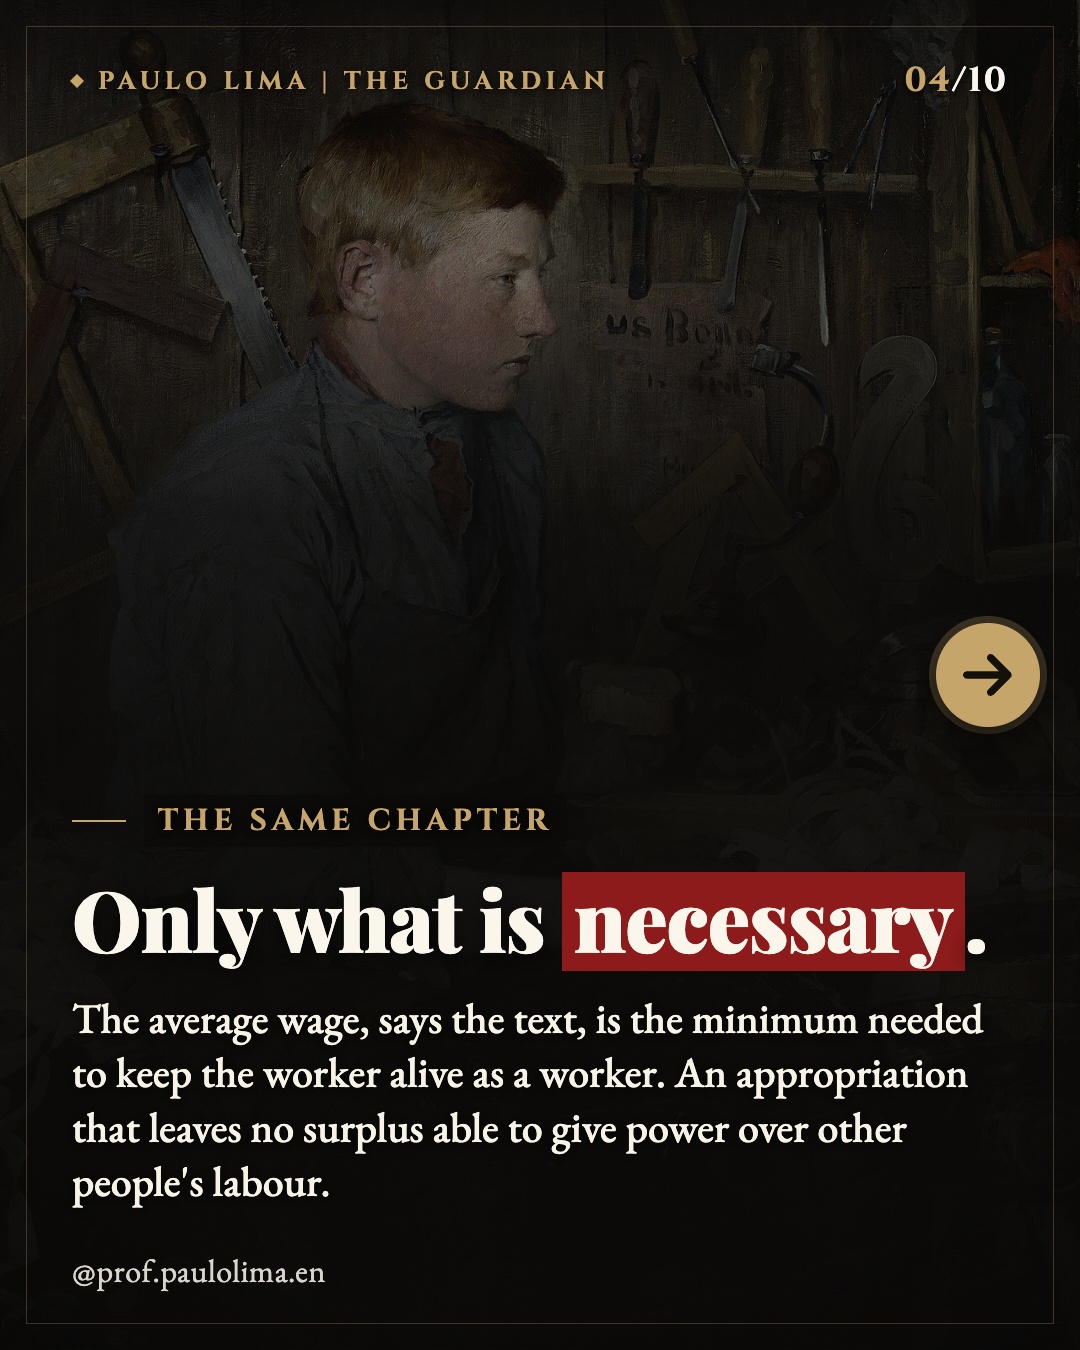 ◆ PAULO LIMA | THE GUARDIAN
04/10
us Bonn
THE SAME CHAPTER
Only what is necessary.
The average wage, says the text, is the minimum needed
to keep the worker alive as a worker. An appropriation
that leaves no surplus able to give power over other
people's labour.
@prof.paulolima.en